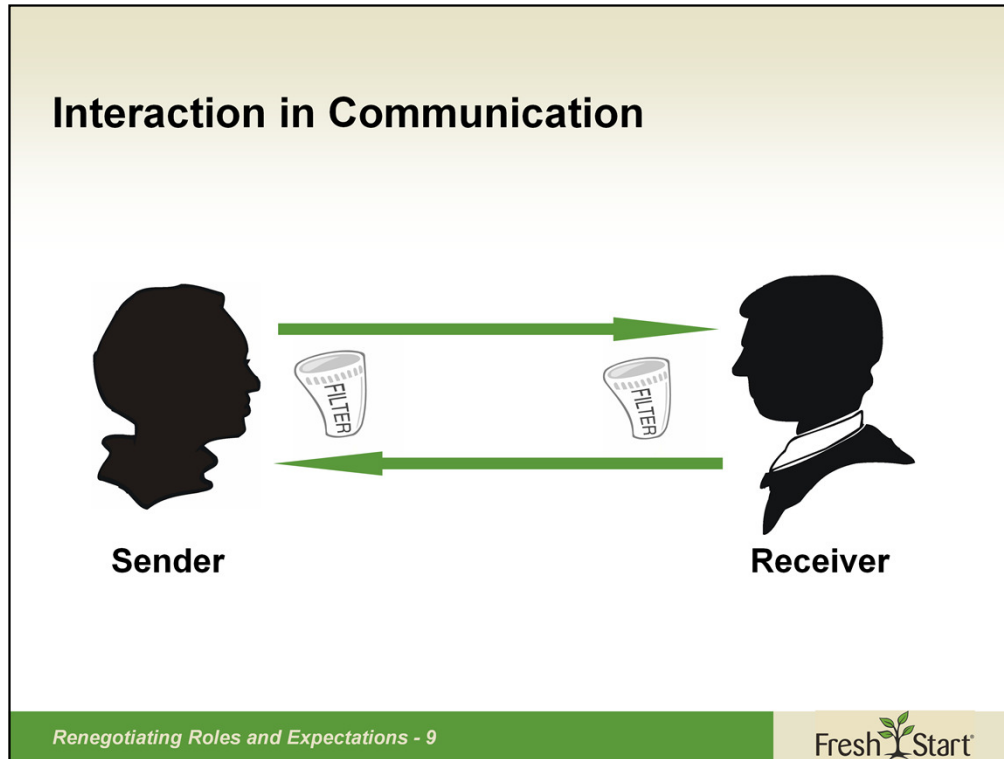 Interaction in Communication
FILTER
FILTER
Sender
Receiver
Renegotiating Roles and Expectations - 9
Fresh Start®